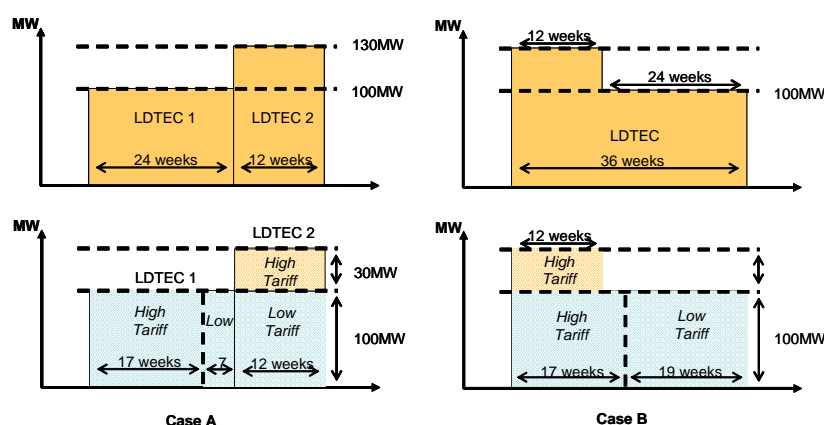 MW
130MW
100MW
LDTEC 1
LDTEC 2
24 weeks
12 weeks
MW
12 weeks
24 weeks
100MW
LDTEC
36 weeks
MW
LDTEC 2
High
Tariff
30MW
LDTEC 1
High
Tariff
Low
Low
Tariff
100MW
17 weeks
7
12 weeks
Case A
MW
12 weeks
High
Tariff
High
Tariff
Low
Tariff
100MW
17 weeks
19 weeks
Case B